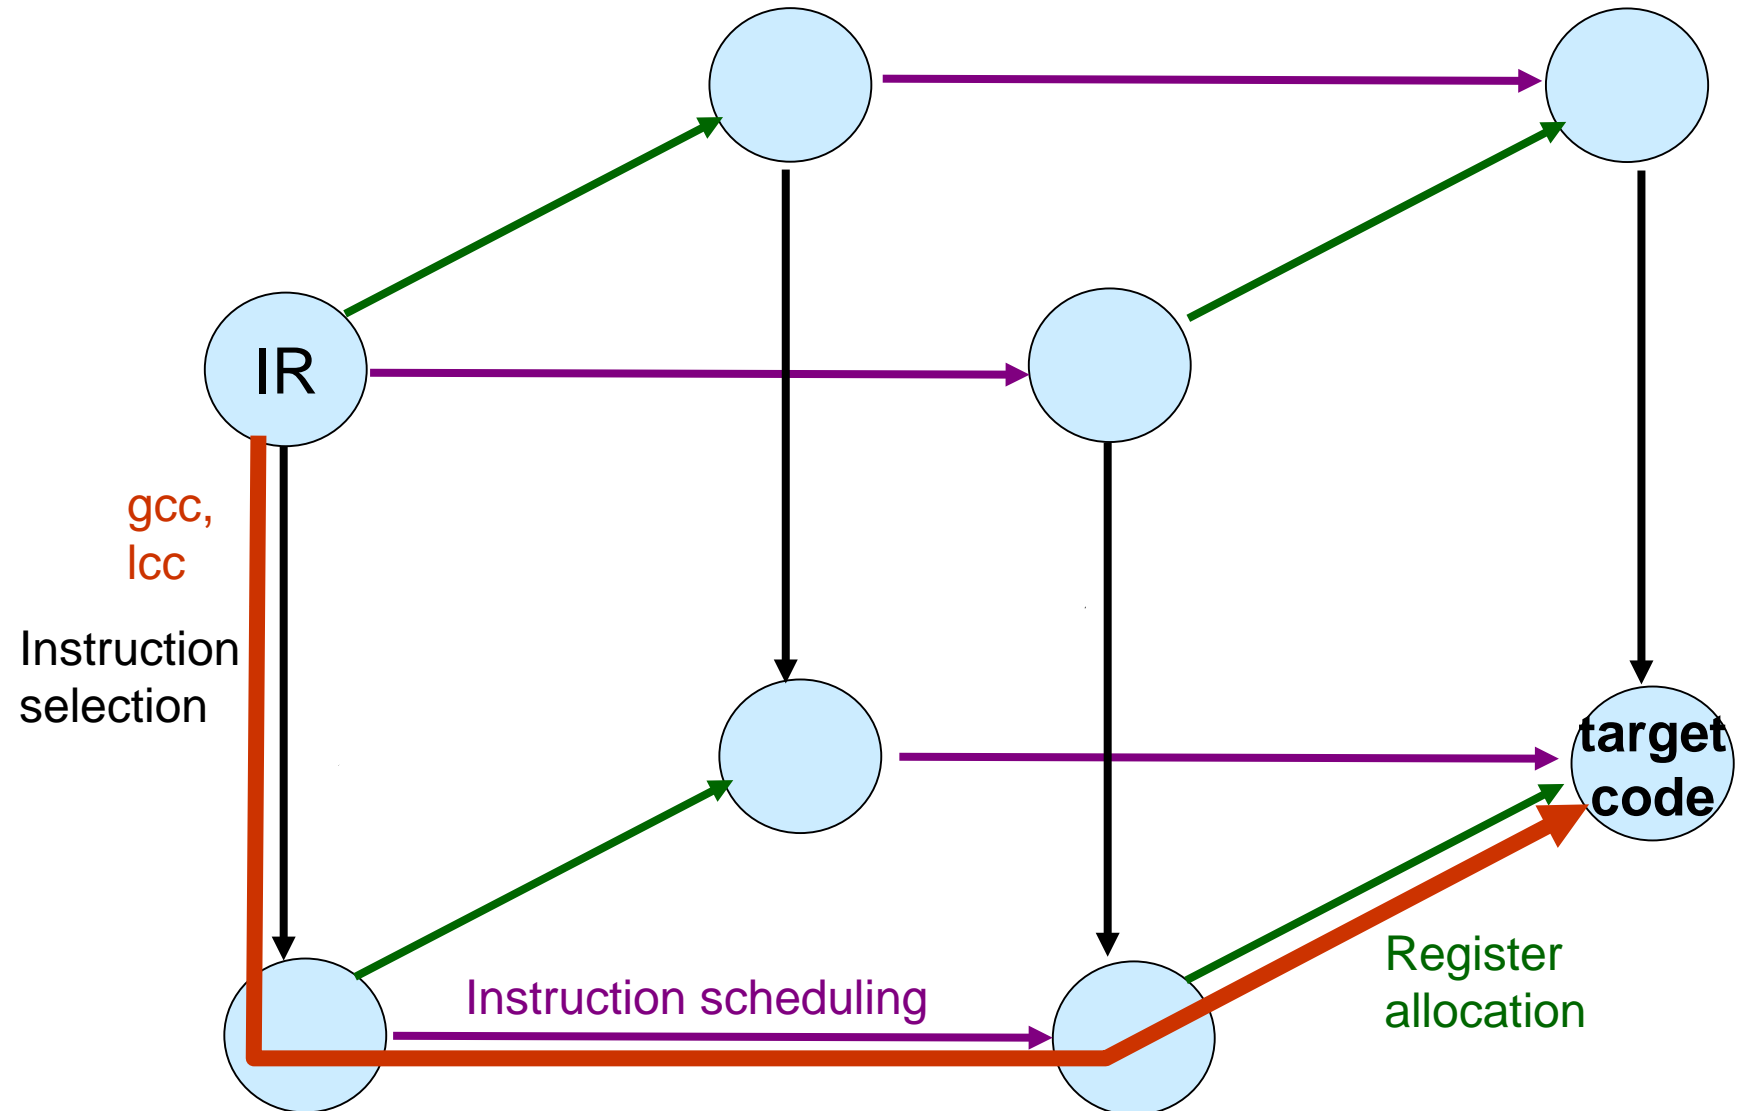 IR
gcc,
lcc
Instruction
selection
target
code
Register
allocation
Instruction scheduling